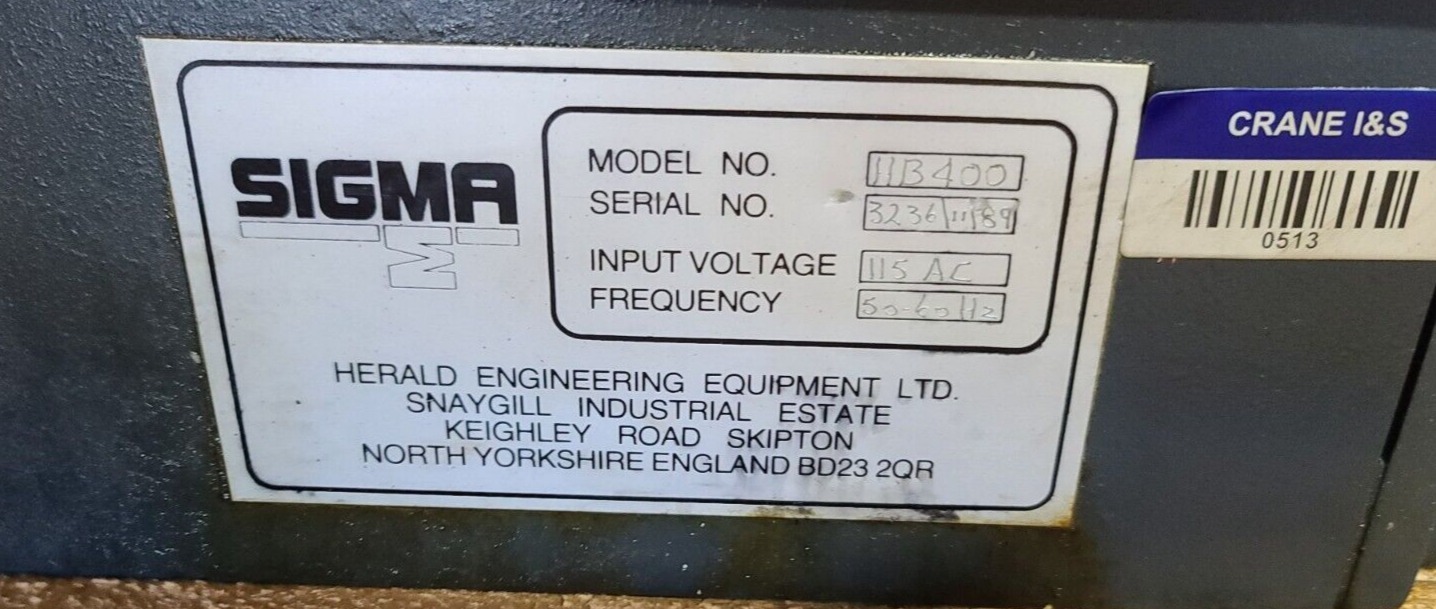 SIGMA
M
MODEL NO. HB400
SERIAL NO. 3236/11/89
INPUT VOLTAGE 115 AC
FREQUENCY 50-60 Hz
HERALD ENGINEERING EQUIPMENT LTD.
SNAYGILL INDUSTRIAL ESTATE
KEIGHLEY ROAD SKIPTON
NORTH YORKSHIRE ENGLAND BD23 2QR
CRANE I&S
0513